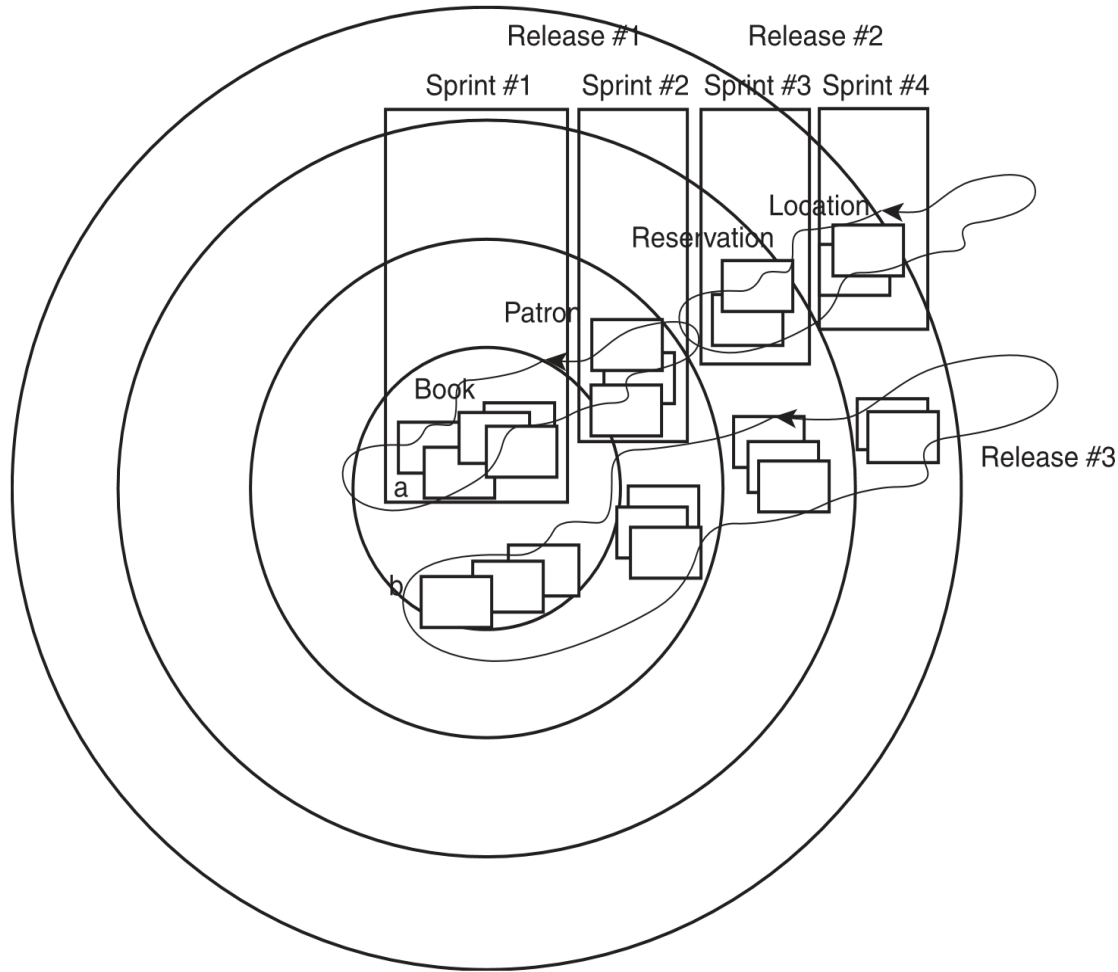 Release #1
Release #2
Sprint #1
Sprint #2
Sprint #3
Sprint #4
Location
Reservation
Patron
Book
a
Release #3
b